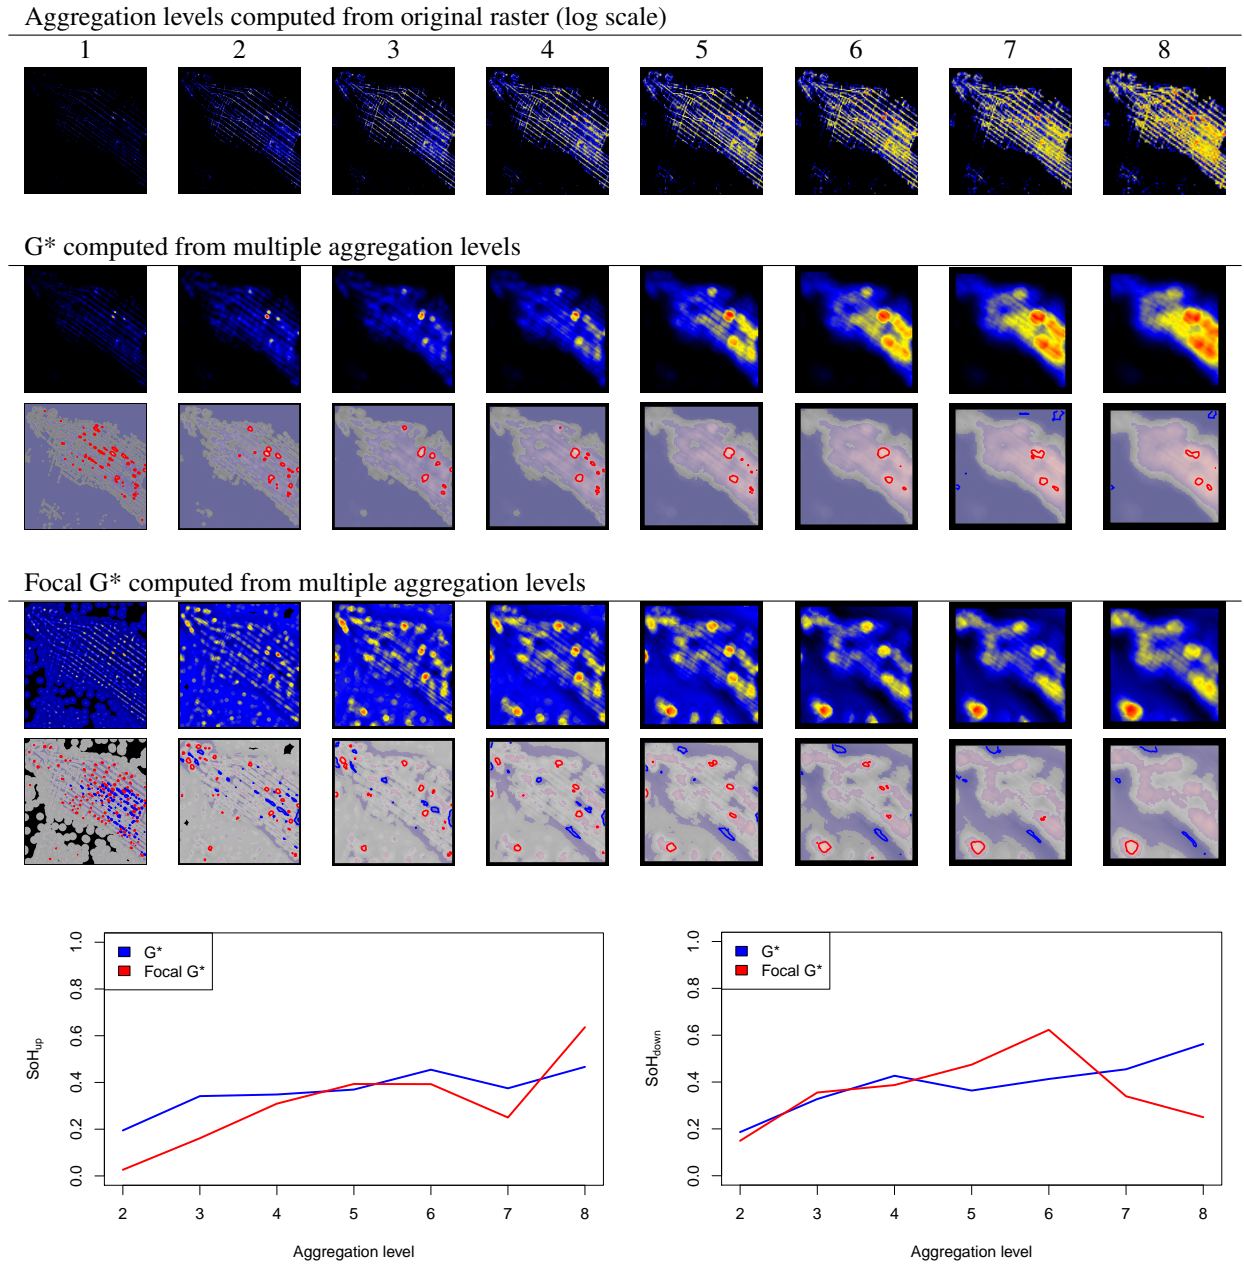 Aggregation levels computed from original raster (log scale)
1 2 3 4 5 6 7 8
G* computed from multiple aggregation levels
Focal G* computed from multiple aggregation levels
G*
Focal G*
SoHup
0.0 0.2 0.4 0.6 0.8 1.0
2 3 4 5 6 7 8
Aggregation level
G*
Focal G*
SoHdown
0.0 0.2 0.4 0.6 0.8 1.0
2 3 4 5 6 7 8
Aggregation level